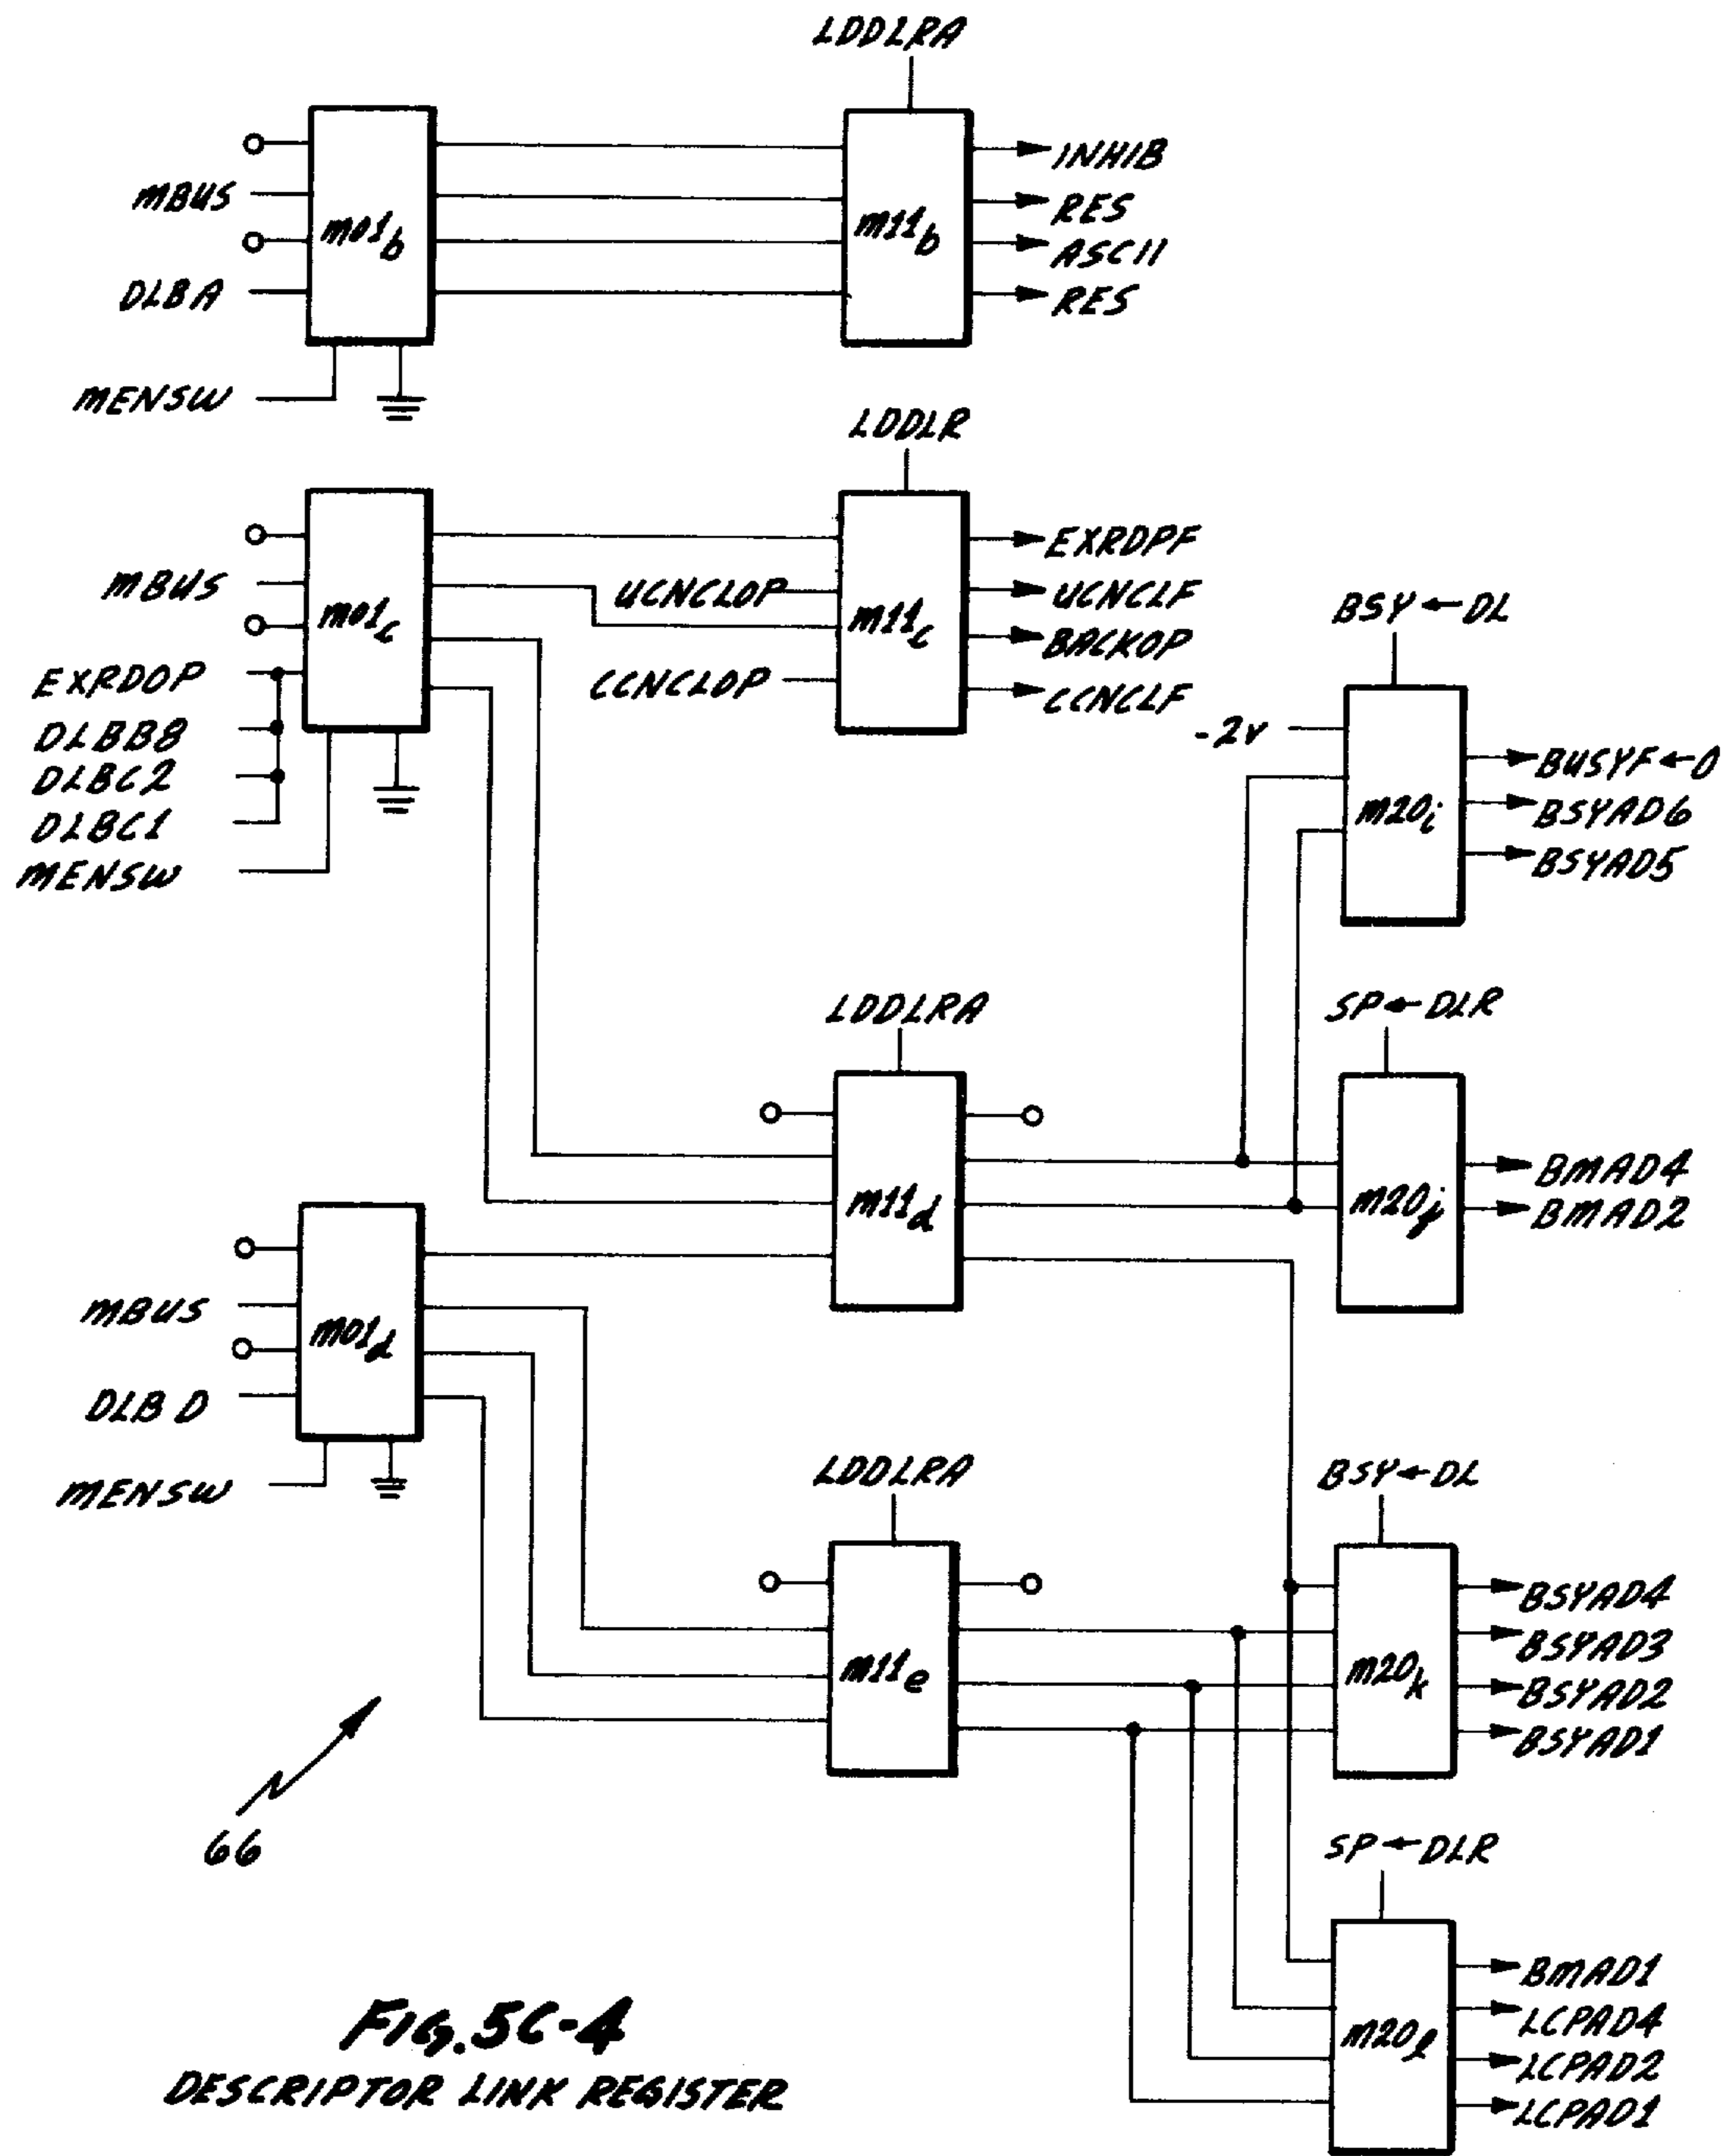 LDDLRA
MBUS
DLBA
MENSW
m01b
m11b
INHIB
RES
ASCII
RES
LDDLR
MBUS
EXRDOP
DLBB8
DLBC2
DLBC1
MENSW
m01c
UCNCLOP
CCNCLOP
m11c
EXRDPF
UCNCLF
BACKOP
CCNCLF
BSY←DL
-2V
m20i
BUSYF←0
BSYAD6
BSYAD5
LDDLRA
m11d
SP←DLR
m20j
BMAD4
BMAD2
MBUS
DLB D
MENSW
m01d
LDDLRA
m11e
BSY←DL
m20k
BSYAD4
BSYAD3
BSYAD2
BSYAD1
66
SP←DLR
m20l
BMAD1
LCPAD4
LCPAD2
LCPAD1
FIG. 5C-4
DESCRIPTOR LINK REGISTER